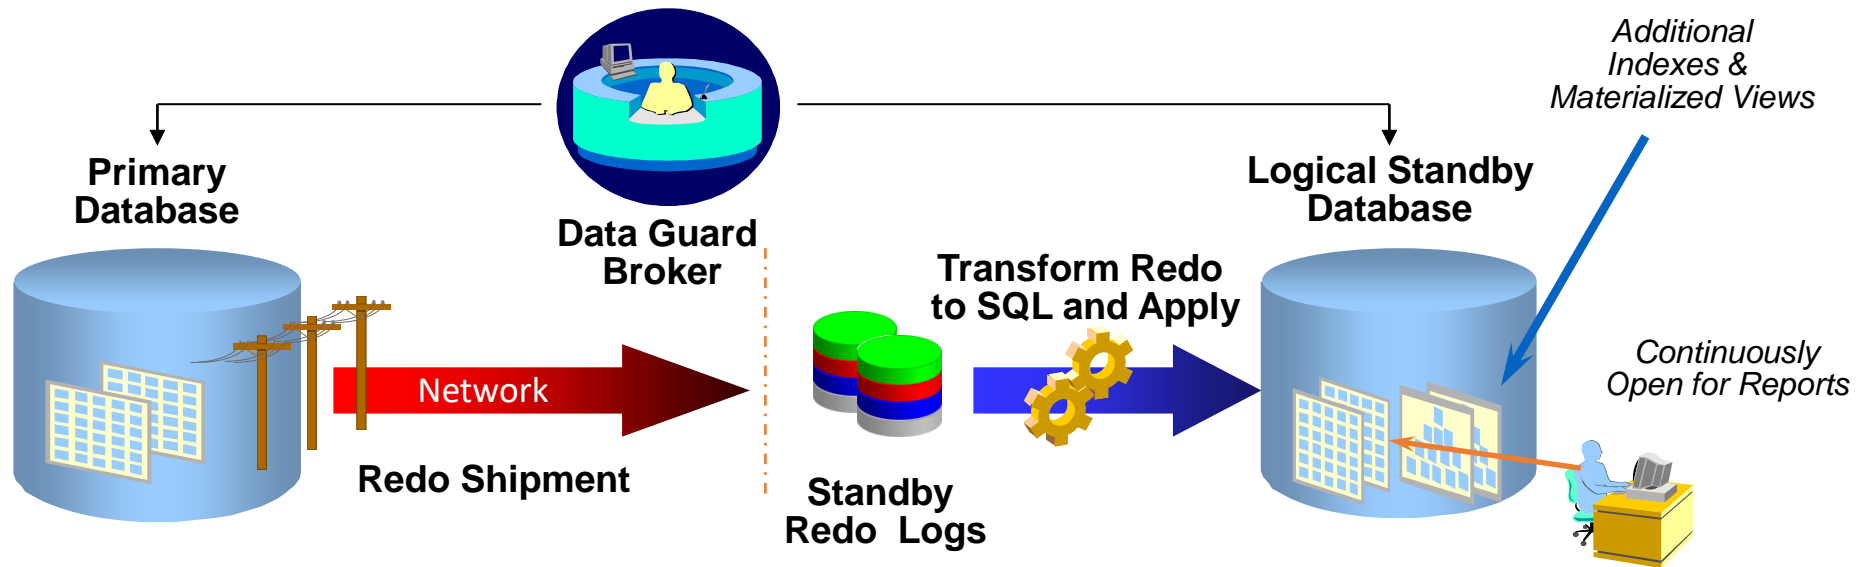 Additional
Indexes &
Materialized Views
Primary
Database
Data Guard
Broker
Logical Standby
Database
Transform Redo
to SQL and Apply
Network
Redo Shipment
Standby
Redo  Logs
Continuously
Open for Reports